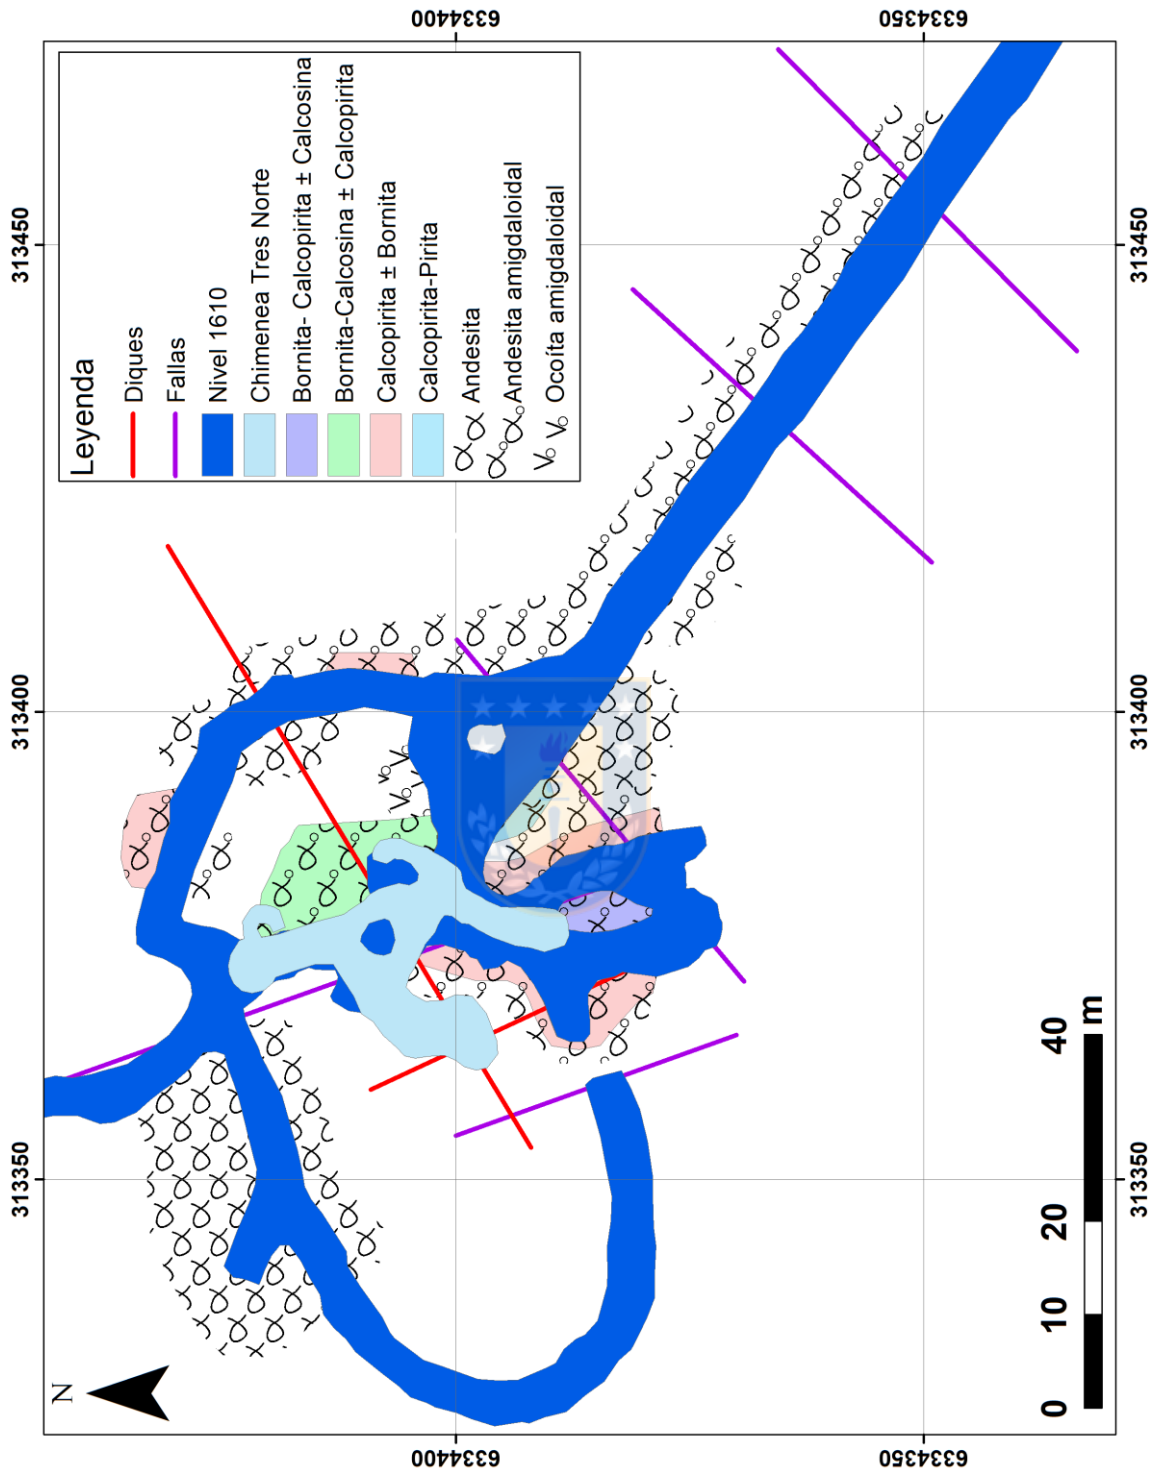 6334400
6334350
313450
313400
313350
Leyenda
Diques
Fallas
Nivel 1610
Chimenea Tres Norte
Bornita- Calcopirita ± Calcosina
Bornita-Calcosina ± Calcopirita
Calcopirita ± Bornita
Calcopirita-Pirita
Andesita
Andesita amigdaloidal
Ocoíta amigdaloidal
N
0 10 20 40
m
313450
313400
313350
6334400
6334350